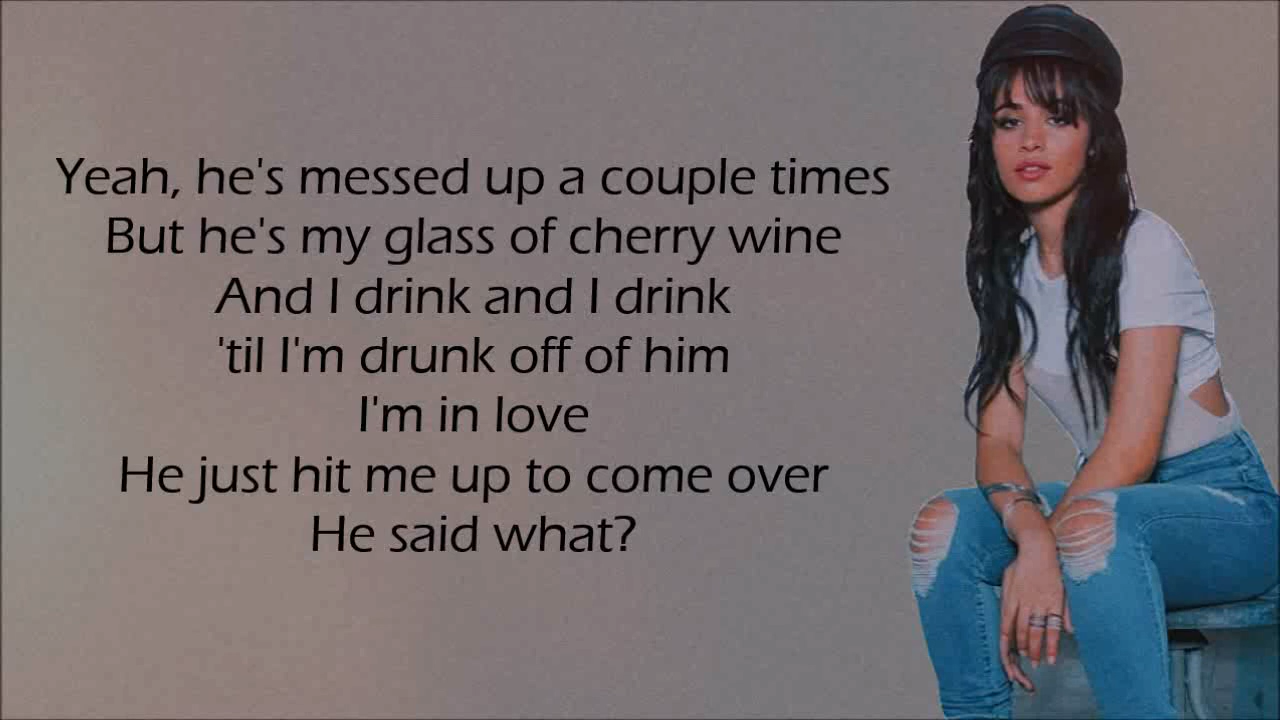 Yeah, he's messed up a couple times
But he's my glass of cherry wine
And I drink and I drink
'til I'm drunk off of him
I'm in love
He just hit me up to come over
He said what?